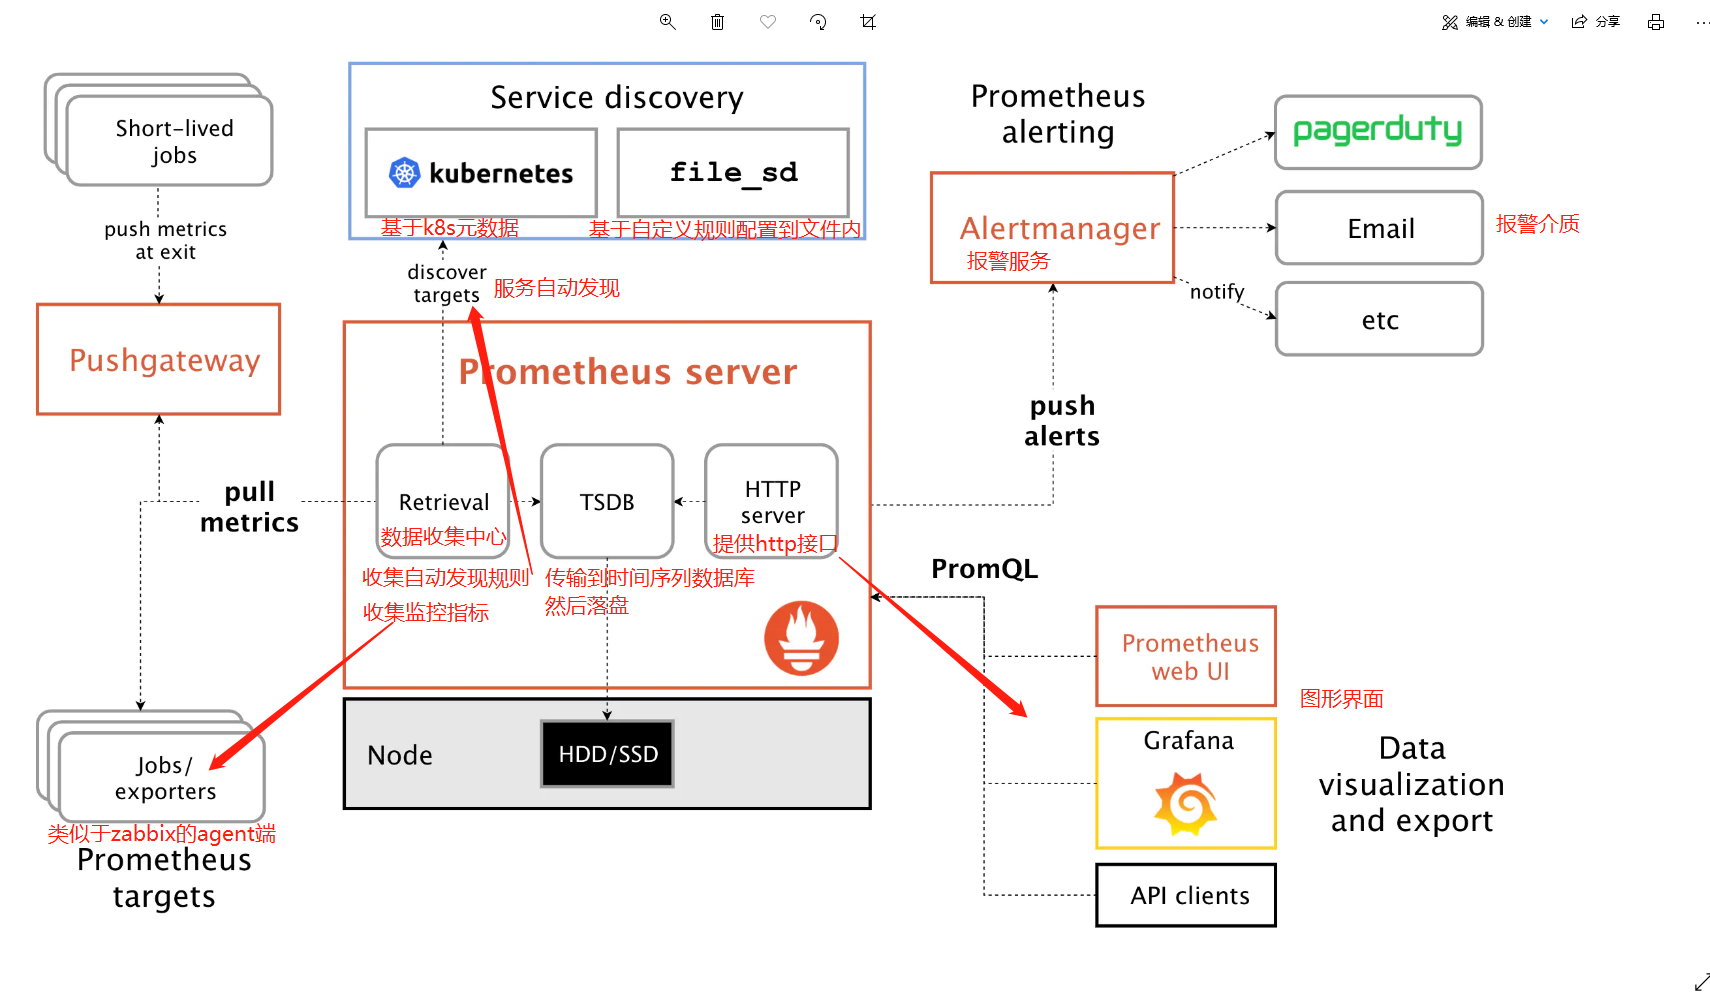 编辑 & 创建
分享
Short-lived
jobs
push metrics
at exit
Pushgateway
Service discovery
kubernetes
file_sd
基于k8s元数据
基于自定义规则配置到文件内
discover
targets
服务自动发现
Prometheus server
pull
metrics
Retrieval
数据收集中心
TSDB
HTTP
server
提供http接口
收集自动发现规则
收集监控指标
传输到时间序列数据库
然后落盘
Node
HDD/SSD
Jobs/
exporters
类似于zabbix的agent端
Prometheus
targets
Prometheus
alerting
Alertmanager
报警服务
pagerduty
Email
报警介质
notify
etc
push
alerts
PromQL
Prometheus
web UI
图形界面
Grafana
Data
visualization
and export
API clients